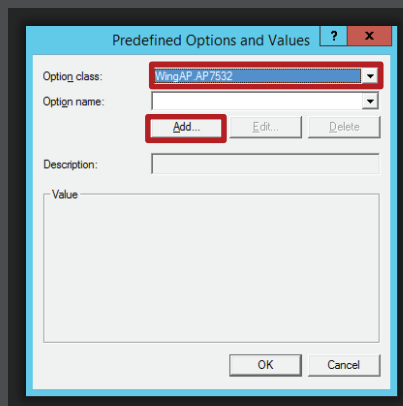 Predefined Options and Values ? x
Option class: WingAP.AP7532
Option name:
Add... Edit... Delete
Description:
Value
OK Cancel